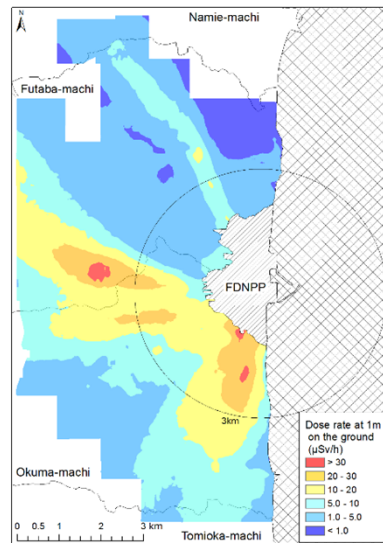 N
Namie-machi
Futaba-machi
FDNPP
3km
Dose rate at 1m
on the ground
(μSv/h)
> 30
20 - 30
10 - 20
5.0 - 10
1.0 - 5.0
< 1.0
Okuma-machi
0 0.5 1 2 3 km
Tomioka-machi